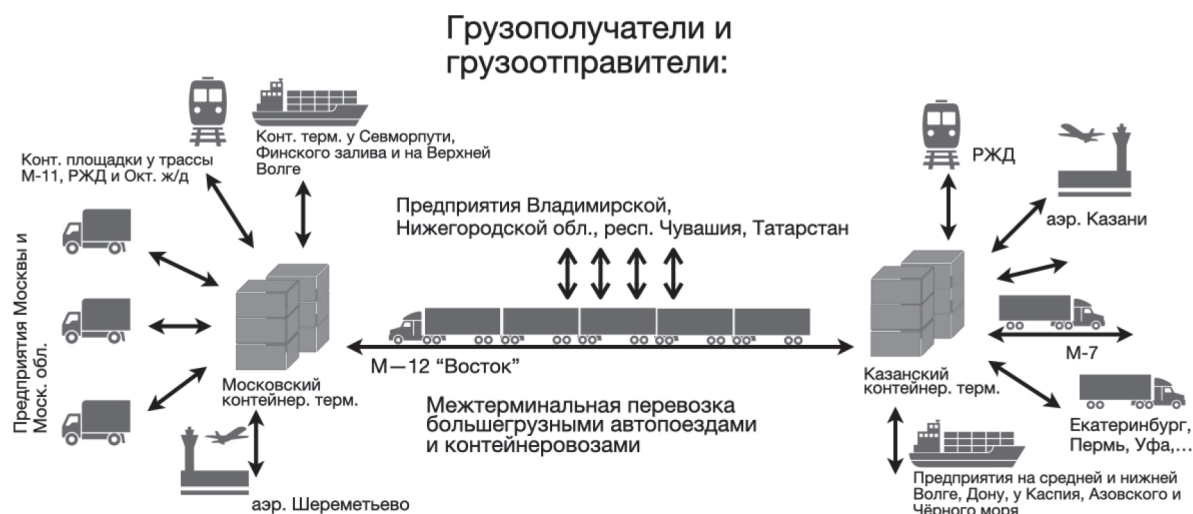 Грузополучатели и
грузоотправители:
Конт. терм. у Севморпути,
Финского залива и на Верхней
Волге
Конт. площадки у трассы
М-11, РЖД и Окт. ж/д
РЖД
аэр. Казани
Предприятия Владимирской,
Нижегородской обл., респ. Чувашия, Татарстан
Предприятия Москвы и
Моск. обл.
М—12 “Восток”
М-7
Московский
контейнер. терм.
Казанский
контейнер. терм.
Межтерминальная перевозка
большегрузными автопоездами
и контейнеровозами
Екатеринбург,
Пермь, Уфа,...
аэр. Шереметьево
Предприятия на средней и нижней
Волге, Дону, у Каспия, Азовского и
Чёрного моря